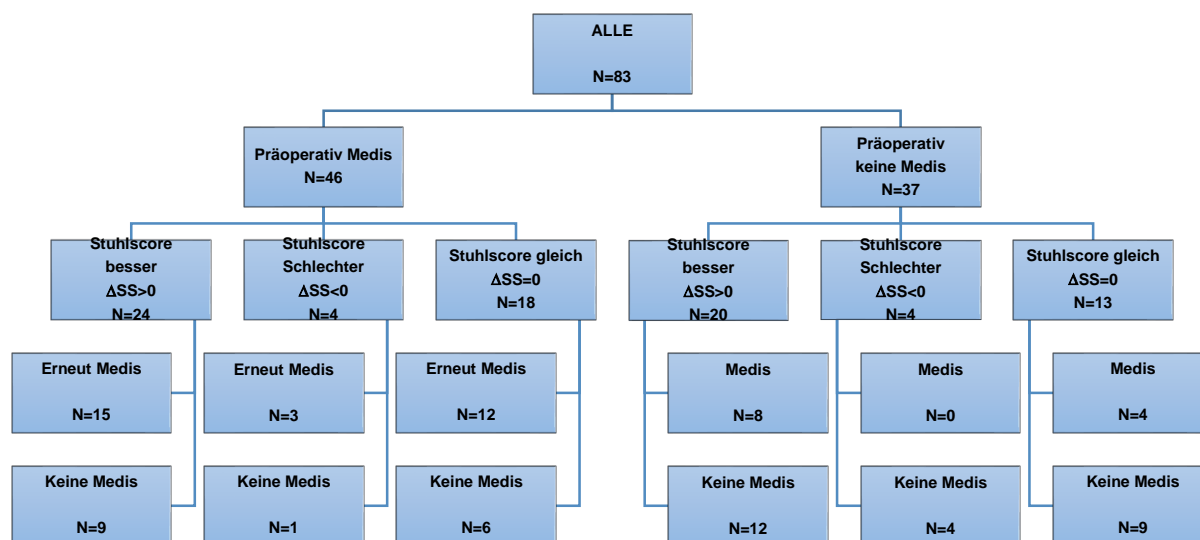 ALLE
N=83
Präoperativ Medis
N=46
Präoperativ
keine Medis
N=37
Stuhlscore
besser
ΔSS>0
N=24
Stuhlscore
Schlechter
ΔSS<0
N=4
Stuhlscore gleich
ΔSS=0
N=18
Stuhlscore
besser
ΔSS>0
N=20
Stuhlscore
Schlechter
ΔSS<0
N=4
Stuhlscore gleich
ΔSS=0
N=13
Erneut Medis
N=15
Erneut Medis
N=3
Erneut Medis
N=12
Medis
N=8
Medis
N=0
Medis
N=4
Keine Medis
N=9
Keine Medis
N=1
Keine Medis
N=6
Keine Medis
N=12
Keine Medis
N=4
Keine Medis
N=9